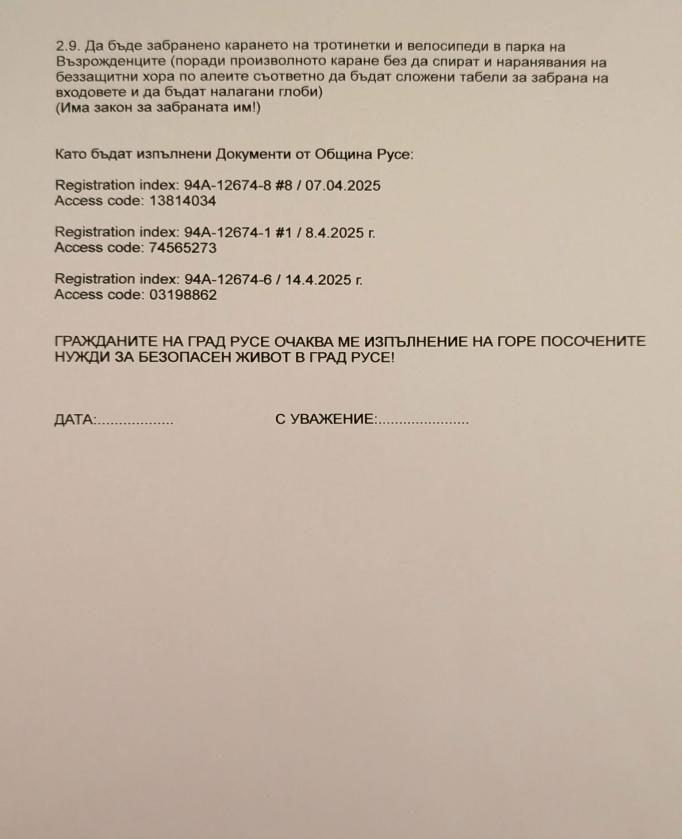 2.9. Да бъде забранено карането на тротинетки и велосипеди в парка на
Възрожденците (поради произволното каране без да спират и наранявания на
беззащитни хора по алеите съответно да бъдат сложени табели за забрана на
входовете и да бъдат налагани глоби)
(Има закон за забраната им!)
Като бъдат изпълнени Документи от Община Русе:
Registration index: 94А-12674-8 #8 / 07.04.2025
Access code: 13814034
Registration index: 94А-12674-1 #1 / 8.4.2025 г.
Access code: 74565273
Registration index: 94А-12674-6 / 14.4.2025 г.
Access code: 03198862
ГРАЖДАНИТЕ НА ГРАД РУСЕ ОЧАКВА МЕ ИЗПЪЛНЕНИЕ НА ГОРЕ ПОСОЧЕНИТЕ
НУЖДИ ЗА БЕЗОПАСЕН ЖИВОТ В ГРАД РУСЕ!
ДАТА:.................. С УВАЖЕНИЕ:.....................